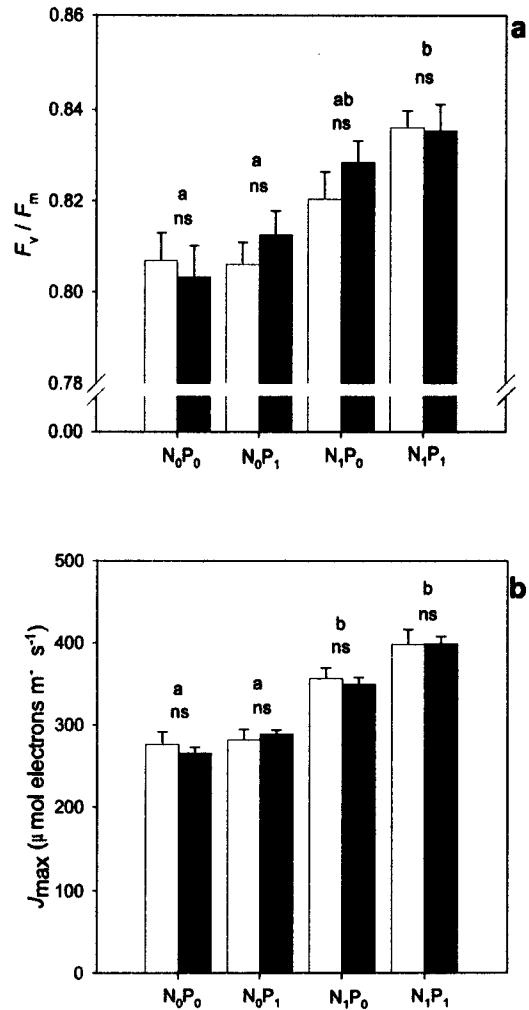 a
0.86
0.84
0.82
0.80
0.78
0.00
Fv / Fm
a
ns
a
ns
ab
ns
b
ns
N0P0 N0P1 N1P0 N1P1
b
500
400
300
200
100
0
Jmax (μmol electrons m- s-1)
a
ns
a
ns
b
ns
b
ns
N0P0 N0P1 N1P0 N1P1